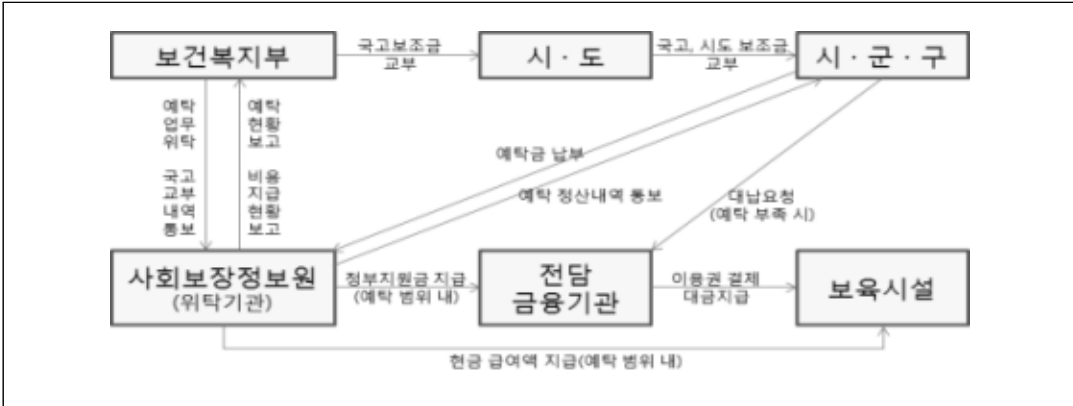 보건복지부
국고보조금
교부
시 · 도
국고, 시도 보조금
교부
시 · 군 · 구
예탁
업무
위탁
국고
교부
내역
통보
예탁
현황
보고
비용
지급
현황
보고
예탁금 납부
예탁 정산내역 통보
대납요청
(예탁 부족 시)
사회보장정보원
(위탁기관)
정부지원금 지급
(예탁 범위 내)
전담
금융기관
이용권 결제
대금지급
보육시설
현금 급여액 지급(예탁 범위 내)